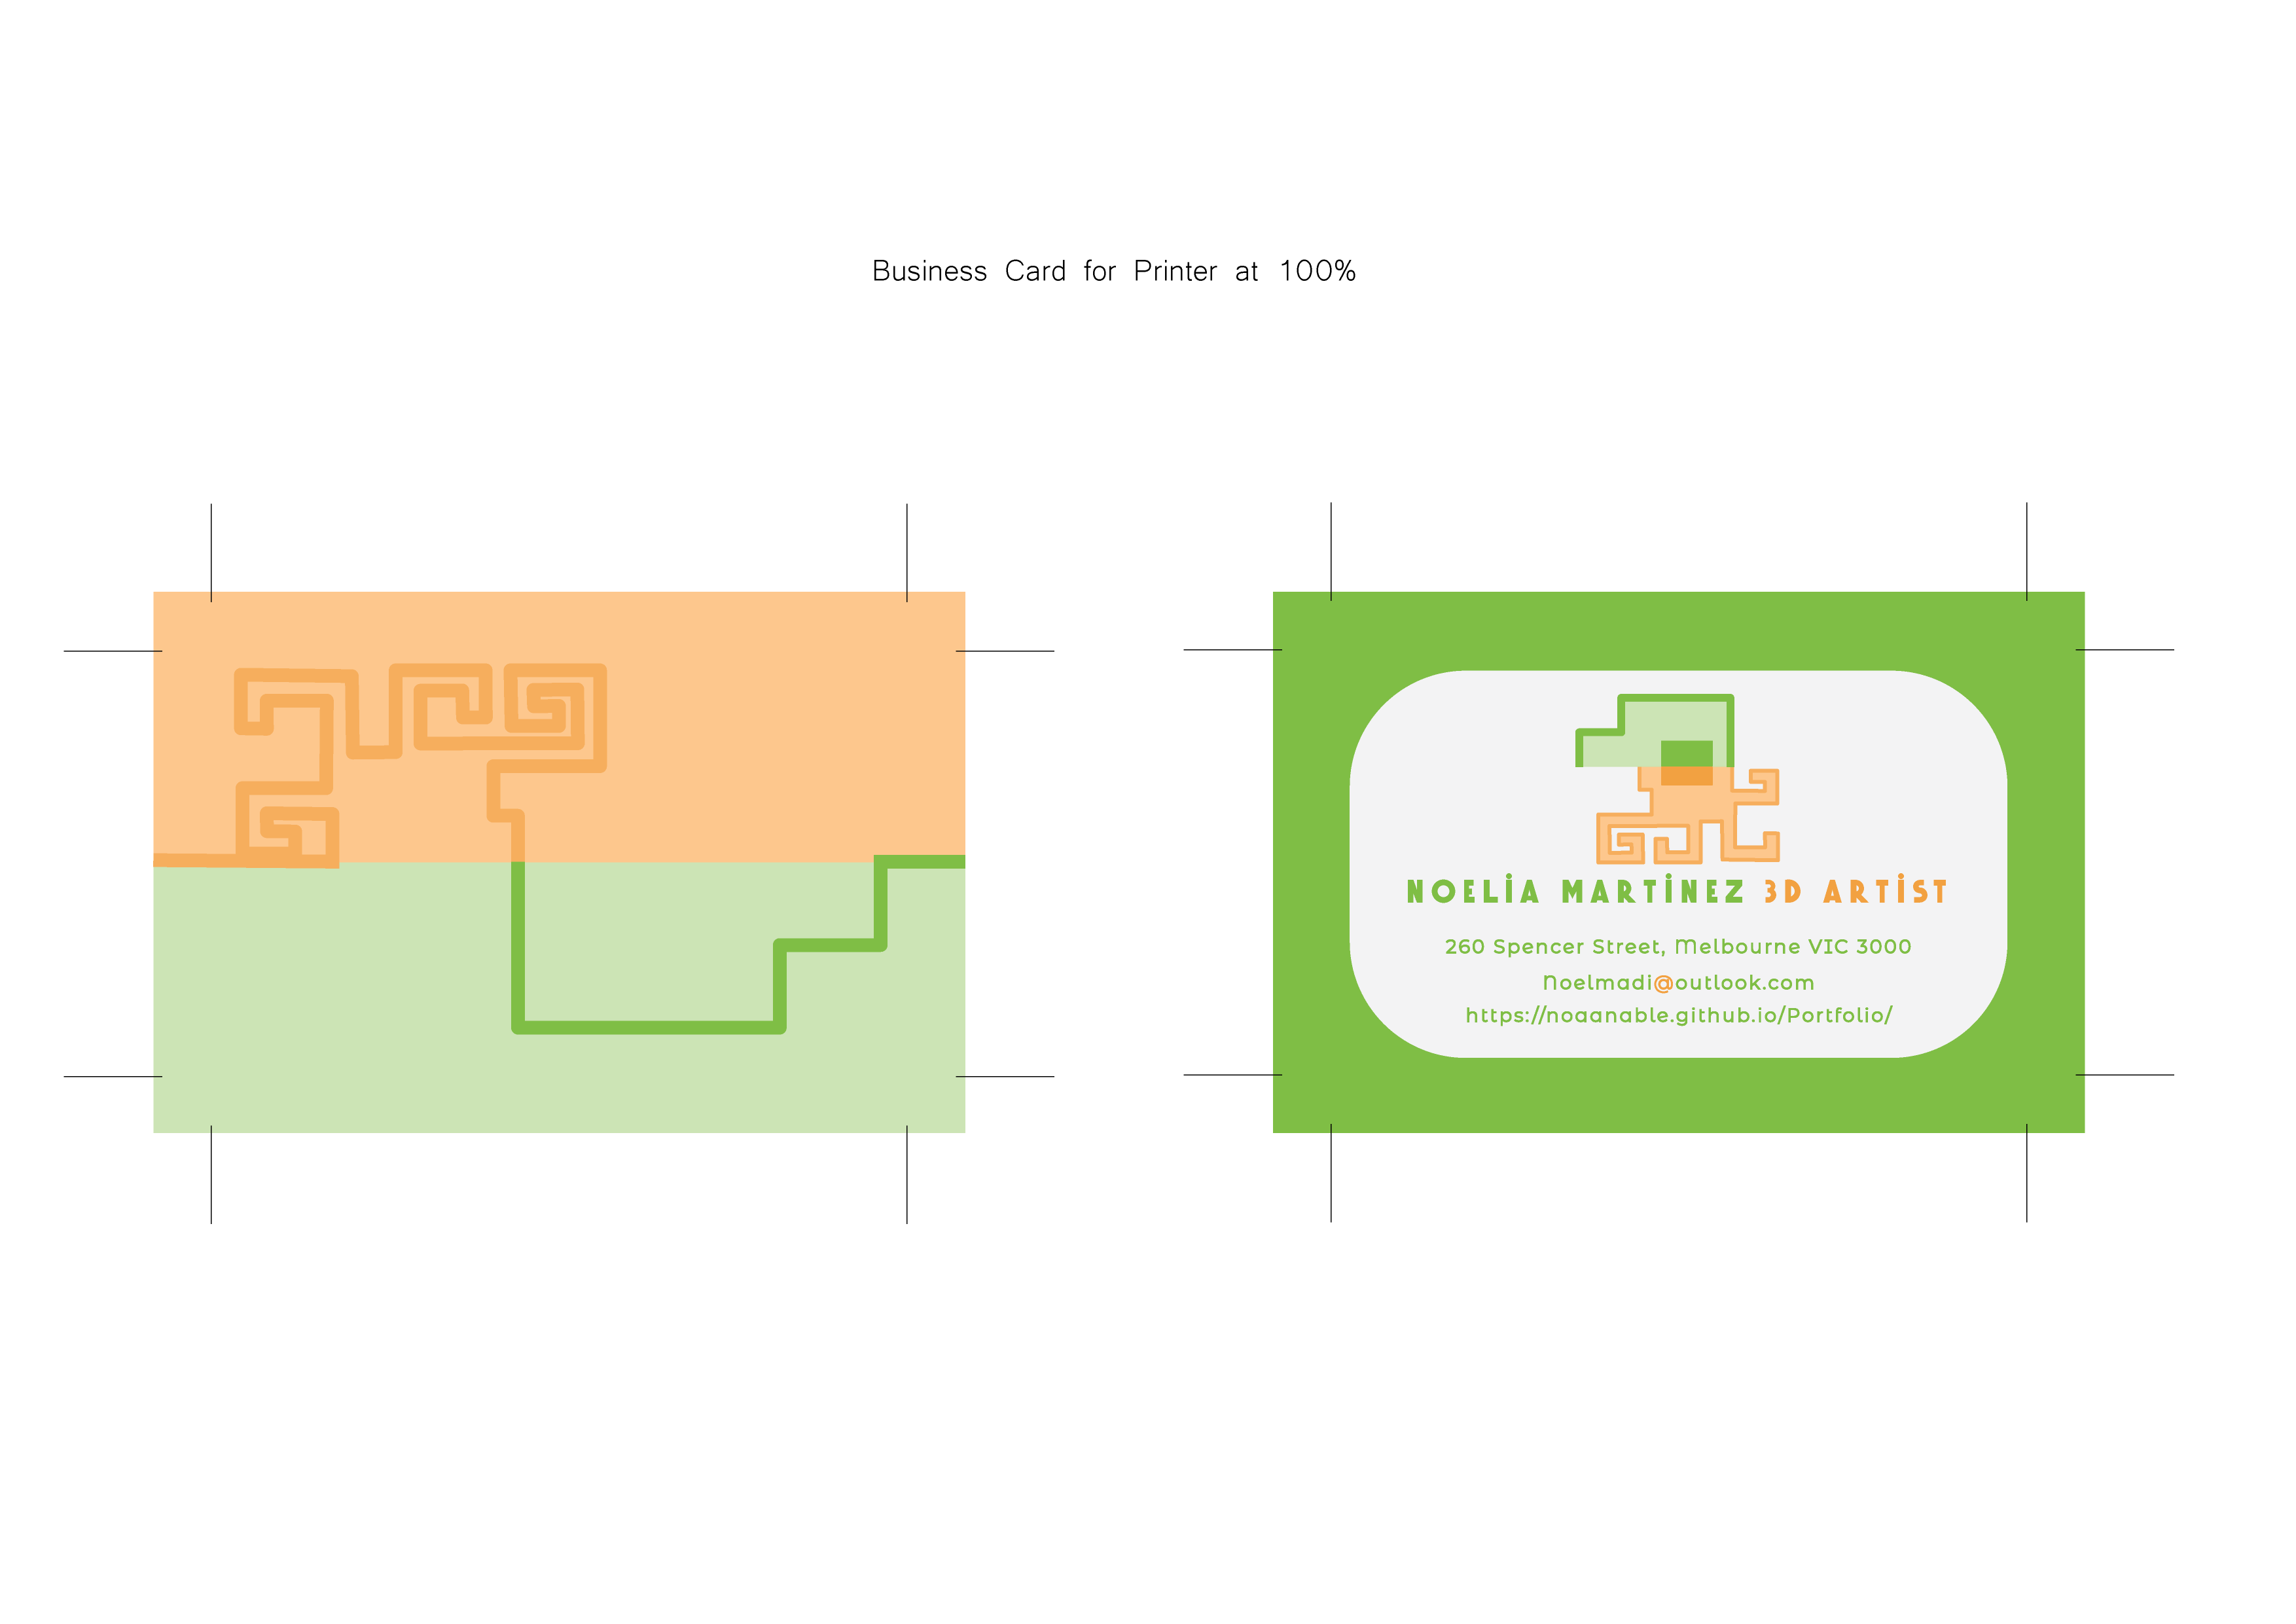 Business Card for Printer at 100%
NOELiA MARTiNEZ 3D ARTiST
260 Spencer Street, Melbourne VIC 3000
Noelmadi@outlook.com
https://noaanable.github.io/Portfolio/